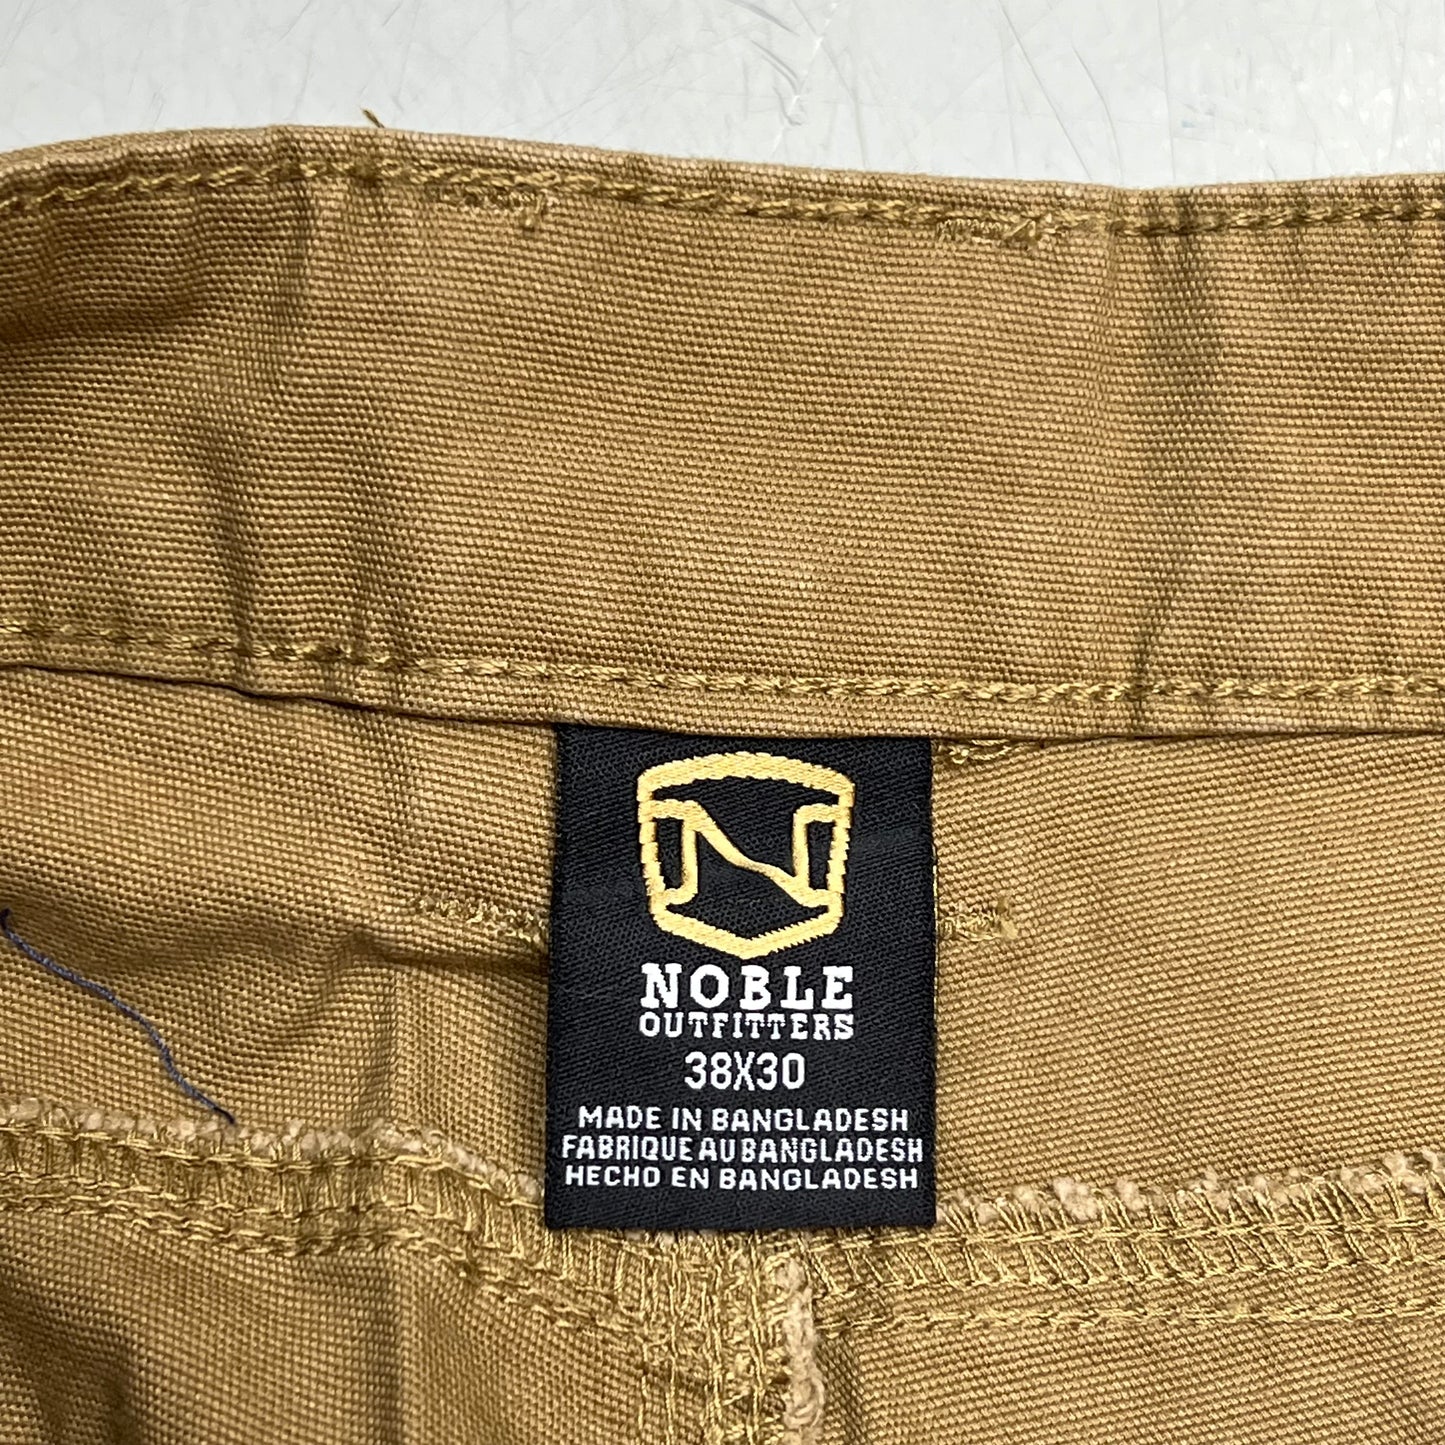 NOBLE
OUTFITTERS
38X30
MADE IN BANGLADESH
FABRIQUE AU BANGLADESH
HECHO EN BANGLADESH